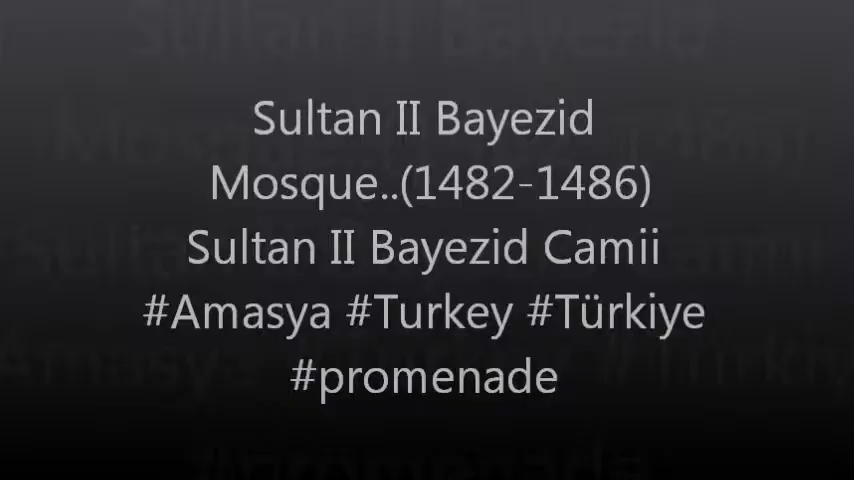 Sultan II Bayezid
Mosque..(1482-1486)
Sultan II Bayezid Camii
#Amasya #Turkey #Türkiye
#promenade